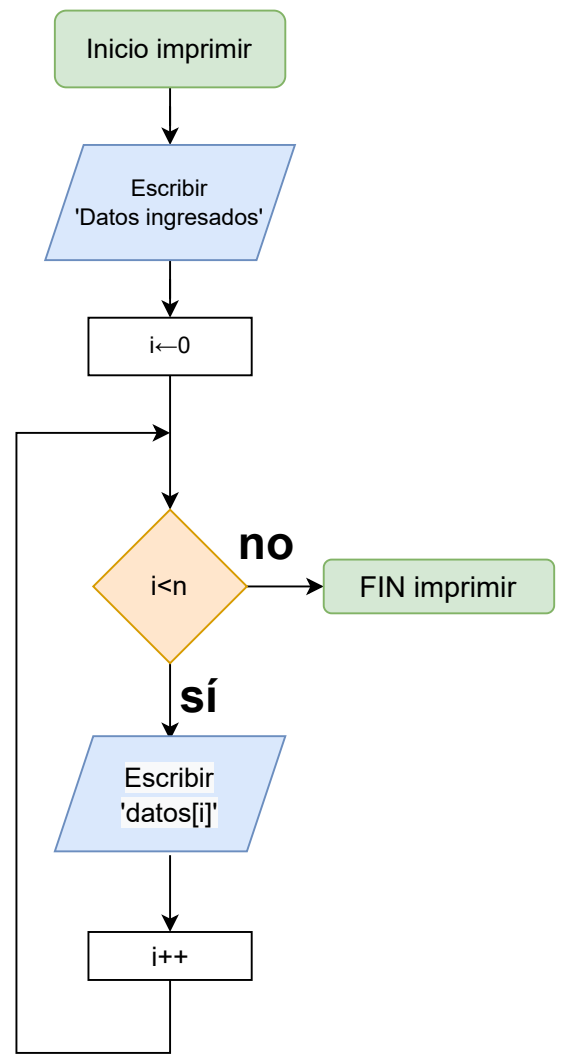 Inicio imprimir
Escribir
'Datos ingresados'
i←0
i<n
no
FIN imprimir
sí
Escribir
'datos[i]'
i++